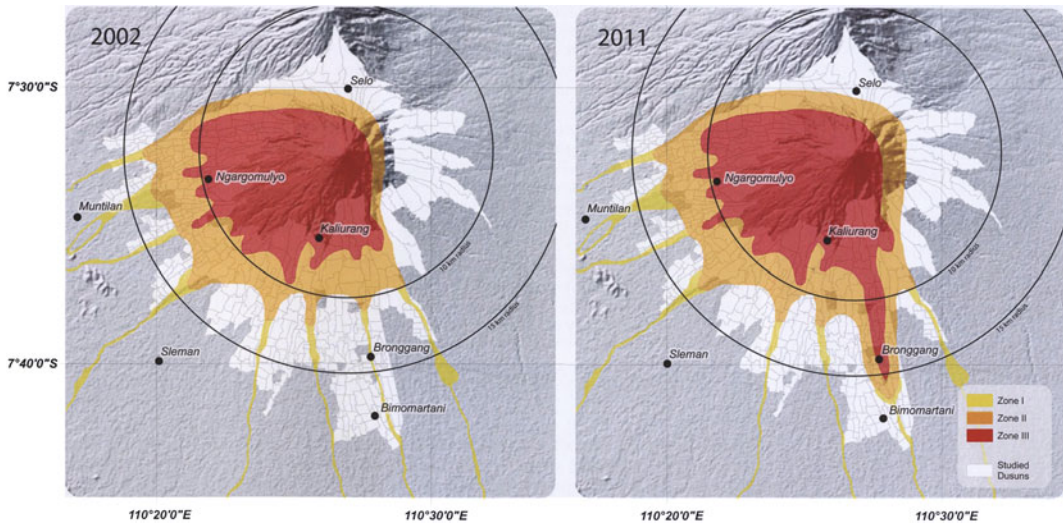 2002
7°30'0"S
7°40'0"S
Selo
Ngargomulyo
Muntilan
Kaliurang
10 km radius
15 km radius
Bronggang
Sleman
Bimomartani
110°20'0"E
110°30'0"E
2011
Selo
Ngargomulyo
Muntilan
Kaliurang
10 km radius
15 km radius
Bronggang
Sleman
Bimomartani
Zone I
Zone II
Zone III
Studied
Dusuns
110°20'0"E
110°30'0"E